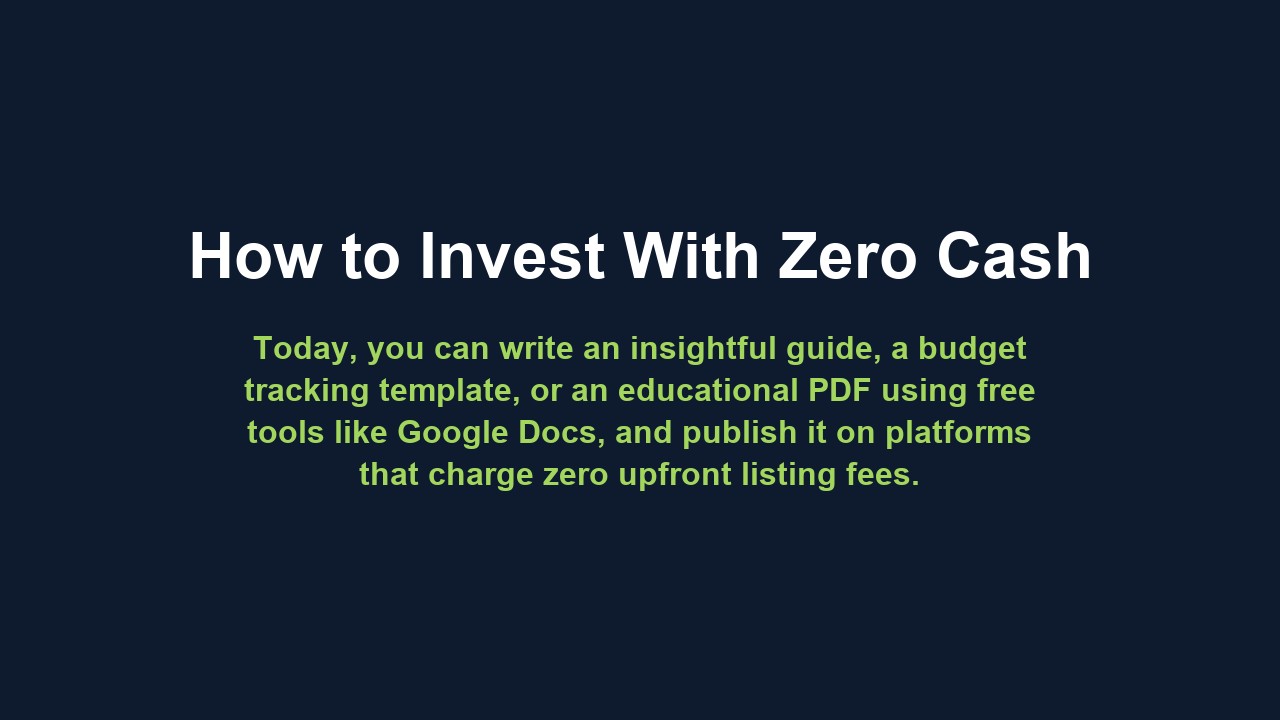 How to Invest With Zero Cash
Today, you can write an insightful guide, a budget
tracking template, or an educational PDF using free
tools like Google Docs, and publish it on platforms
that charge zero upfront listing fees.